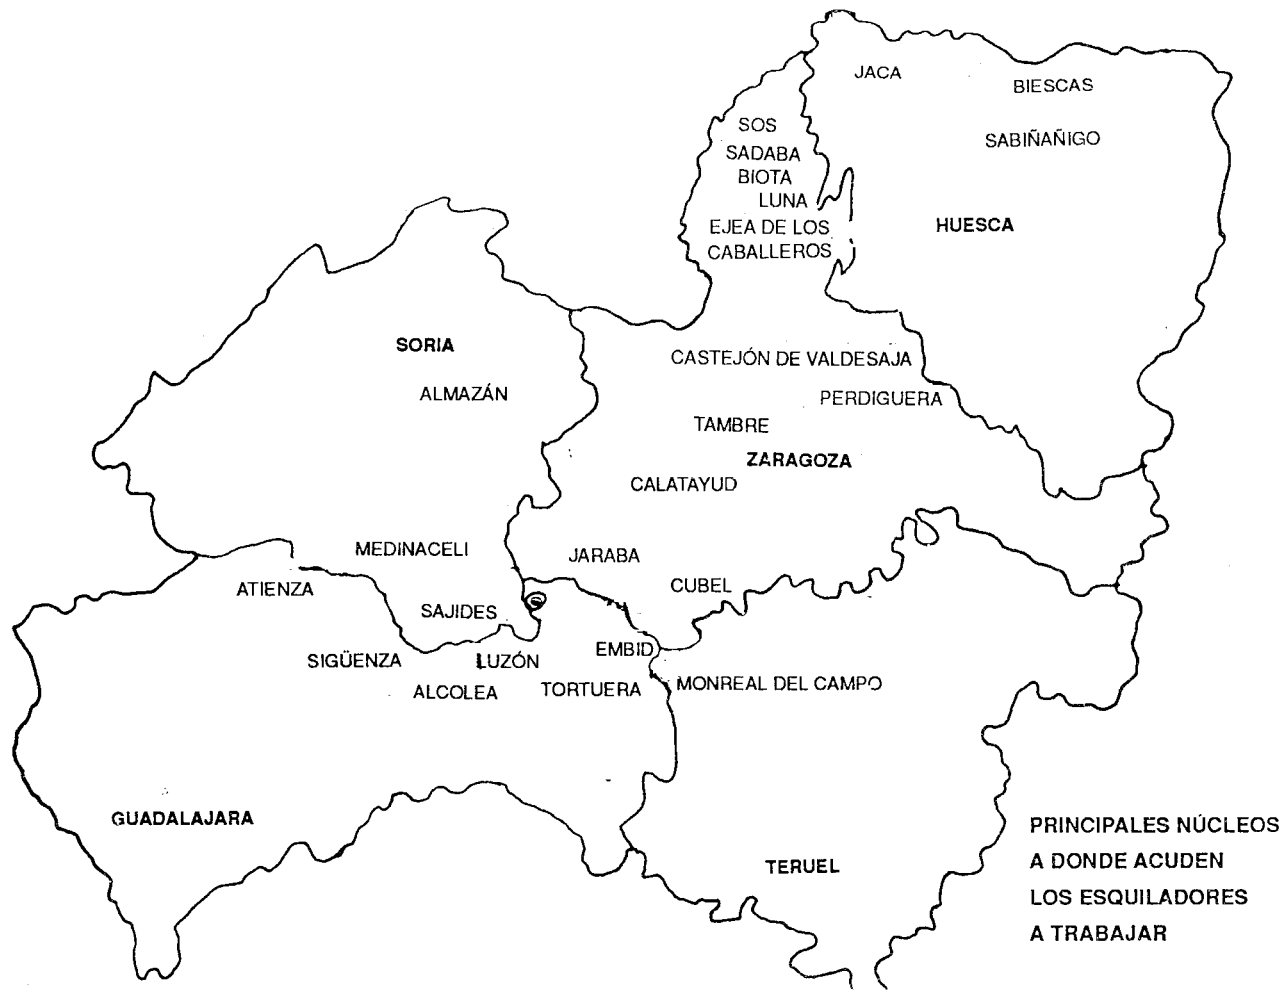 JACA
BIESCAS
SOS
SABIÑAÑIGO
SADABA
BIOTA
LUNA
EJEA DE LOS
CABALLEROS
HUESCA
SORIA
CASTEJÓN DE VALDESAJA
ALMAZÁN
PERDIGUERA
TAMBRE
ZARAGOZA
CALATAYUD
MEDINACELI
JARABA
ATIENZA
CUBEL
SAJIDES
EMBID
SIGÜENZA
LUZÓN
ALCOLEA
TORTUERA
MONREAL DEL CAMPO
GUADALAJARA
TERUEL
PRINCIPALES NÚCLEOS
A DONDE ACUDEN
LOS ESQUILADORES
A TRABAJAR